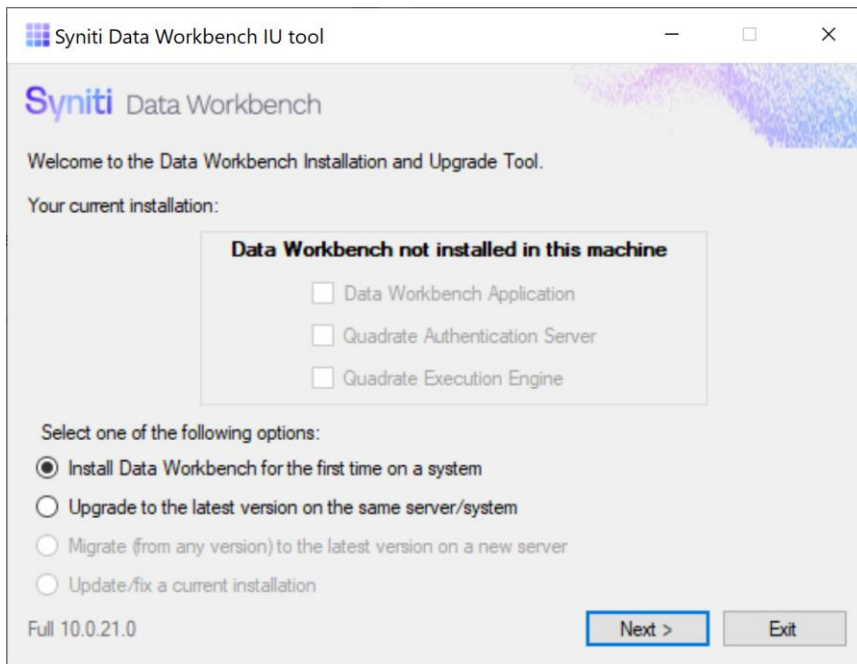 Syniti Data Workbench IU tool
Syniti Data Workbench
Welcome to the Data Workbench Installation and Upgrade Tool.
Your current installation:
Data Workbench not installed in this machine
Data Workbench Application
Quadrate Authentication Server
Quadrate Execution Engine
Select one of the following options:
Install Data Workbench for the first time on a system
Upgrade to the latest version on the same server/system
Migrate (from any version) to the latest version on a new server
Update/fix a current installation
Full 10.0.21.0
Next >
Exit